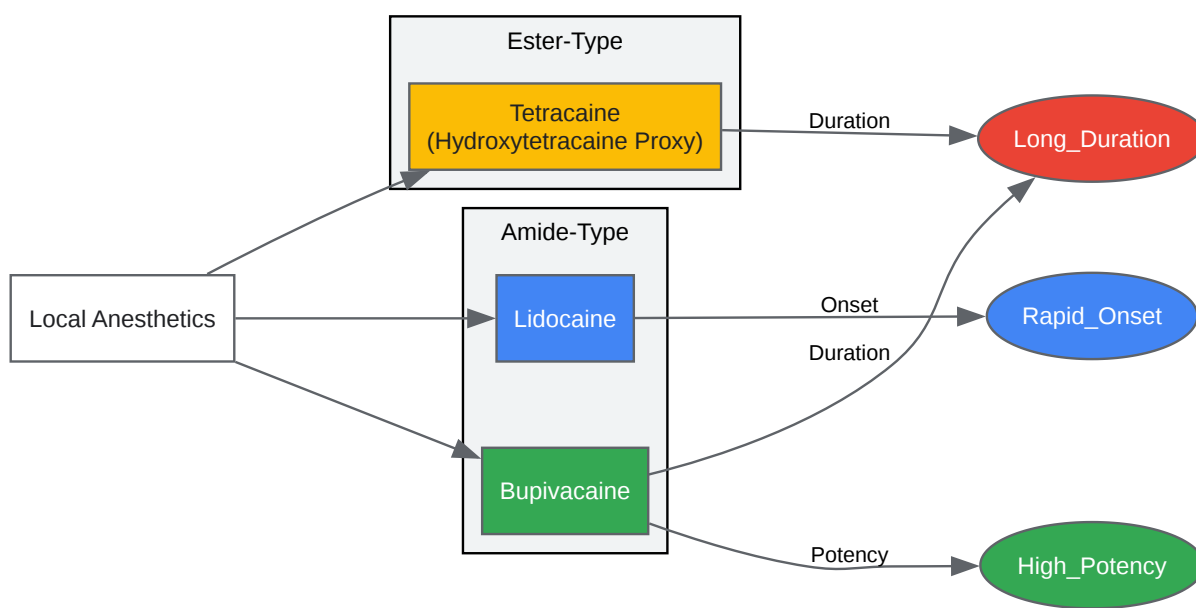 Ester-Type
Tetracaine
(Hydroxytetracaine Proxy)
Duration
Long_Duration
Amide-Type
Local Anesthetics
Lidocaine
Onset
Rapid_Onset
Duration
Bupivacaine
Potency
High_Potency